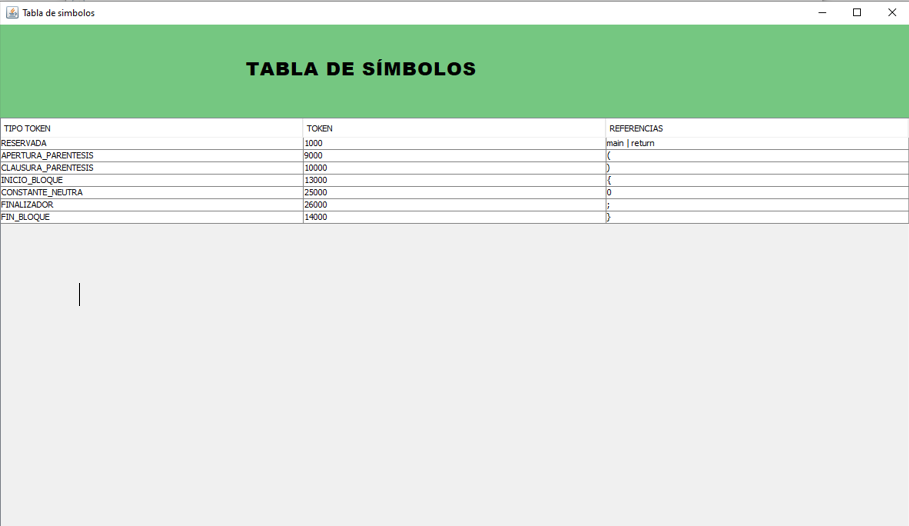 Tabla de simbolos
TABLA DE SÍMBOLOS
TIPO TOKEN TOKEN REFERENCIAS
RESERVADA 1000 main | return
APERTURA_PARENTESIS 9000 (
CLAUSURA_PARENTESIS 10000 )
INICIO_BLOQUE 13000 {
CONSTANTE_NEUTRA 25000 0
FINALIZADOR 26000 ;
FIN_BLOQUE 14000 }